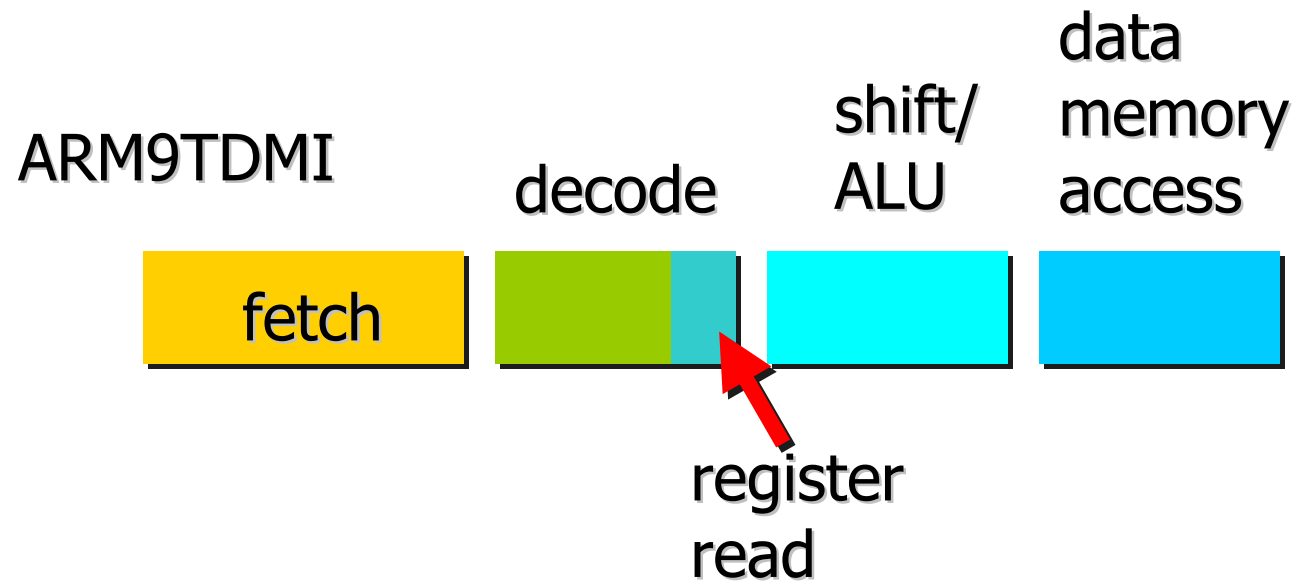 ARM9TDMI
fetch
decode
register
read
shift/
ALU
data
memory
access